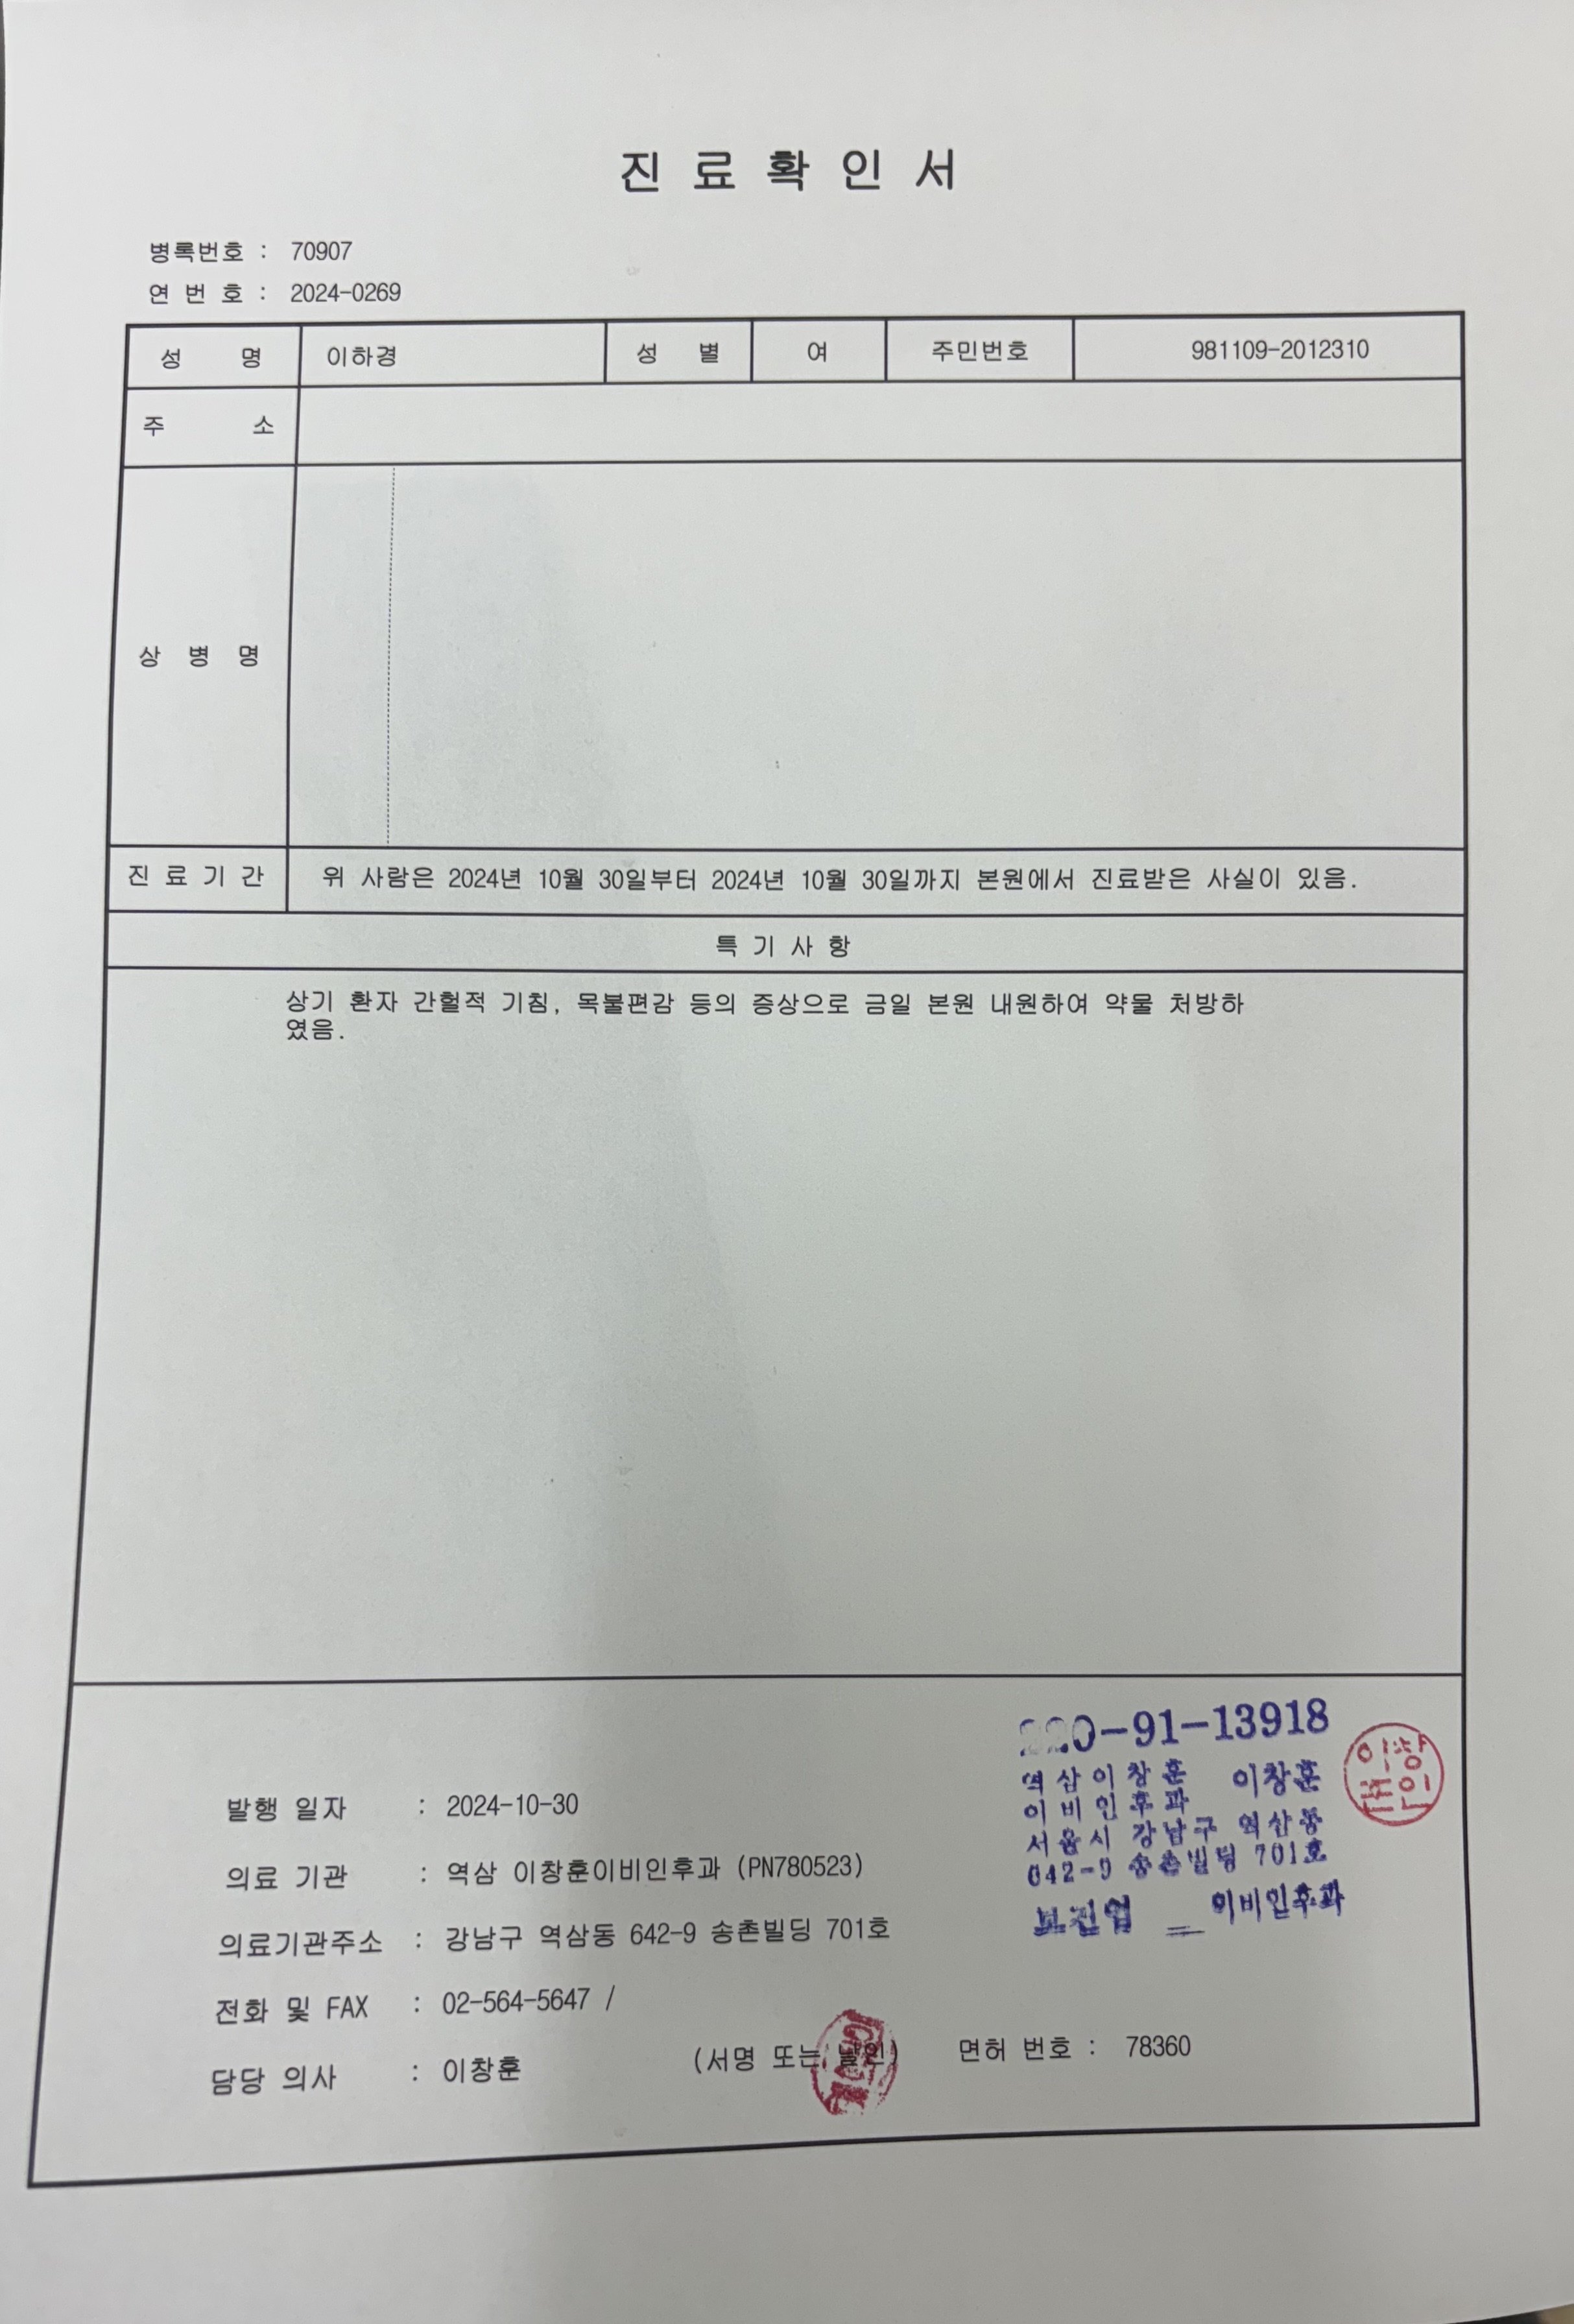 진 료 확 인 서
병록번호 : 70907
연 번 호 : 2024-0269
성 명 이하경 성 별 여 주민번호 981109-2012310
주 소
상 병 명
진 료 기 간 위 사람은 2024년 10월 30일부터 2024년 10월 30일까지 본원에서 진료받은 사실이 있음.
특 기 사 항
상기 환자 간헐적 기침, 목불편감 등의 증상으로 금일 본원 내원하여 약물 처방하
였음.
20-91-13918
역삼이창훈 이창훈
이비인후과
서울시 강남구 역삼동
642-9 송촌빌딩 701호
보건업 이비인후과
이창
훈인
발행 일자 : 2024-10-30
의료 기관 : 역삼 이창훈이비인후과 (PN780523)
의료기관주소 : 강남구 역삼동 642-9 송촌빌딩 701호
전화 및 FAX : 02-564-5647 /
담당 의사 : 이창훈 (서명 또는 날인) 면허 번호 : 78360